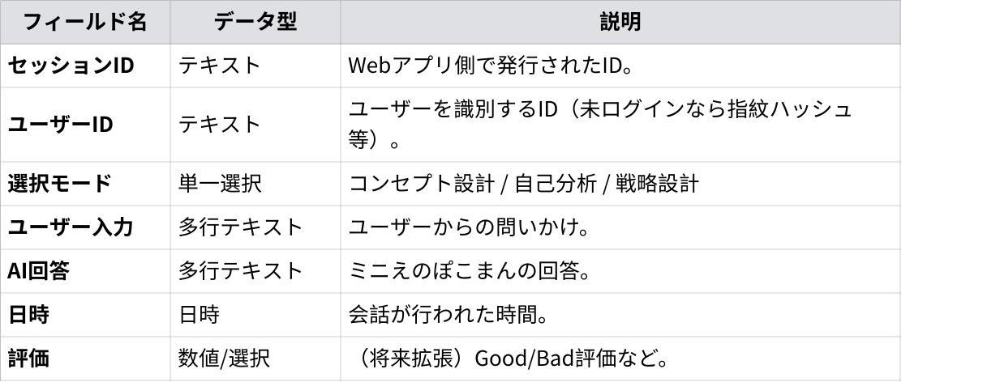 フィールド名 データ型 説明
セッションID テキスト Webアプリ側で発行されたID。
ユーザーID テキスト ユーザーを識別するID（未ログインなら指紋ハッシュ
等）。
選択モード 単一選択 コンセプト設計 / 自己分析 / 戦略設計
ユーザー入力 多行テキスト ユーザーからの問いかけ。
AI回答 多行テキスト ミニえのぽこまんの回答。
日時 日時 会話が行われた時間。
評価 数値/選択 （将来拡張）Good/Bad評価など。